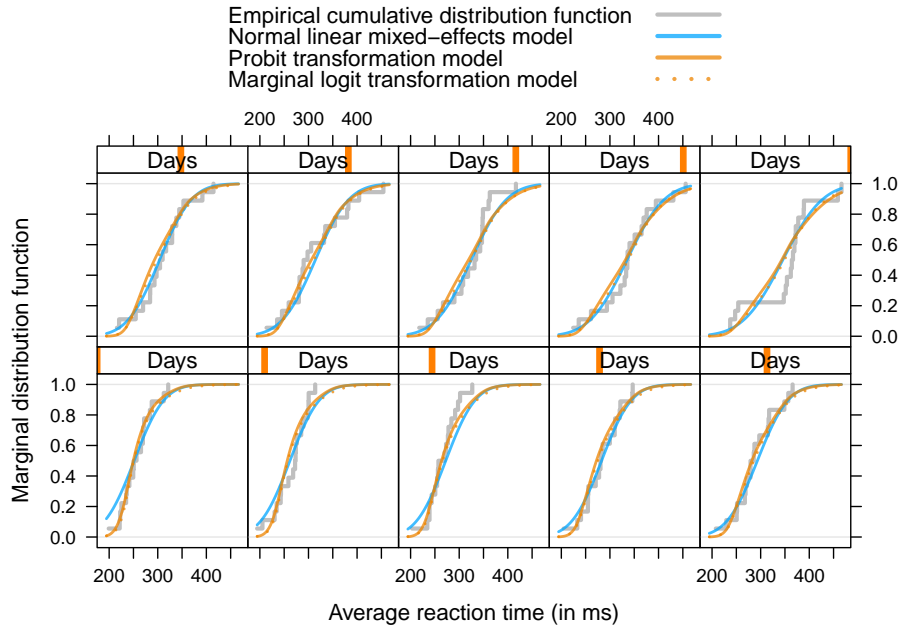 Empirical cumulative distribution function
Normal linear mixed−effects model
Probit transformation model
Marginal logit transformation model
200 300 400 200 300 400
Days Days Days Days Days
1.0
0.8
0.6
0.4
0.2
0.0
Days Days Days Days Days
1.0
0.8
0.6
0.4
0.2
0.0
200 300 400 200 300 400 200 300 400
Marginal distribution function
Average reaction time (in ms)